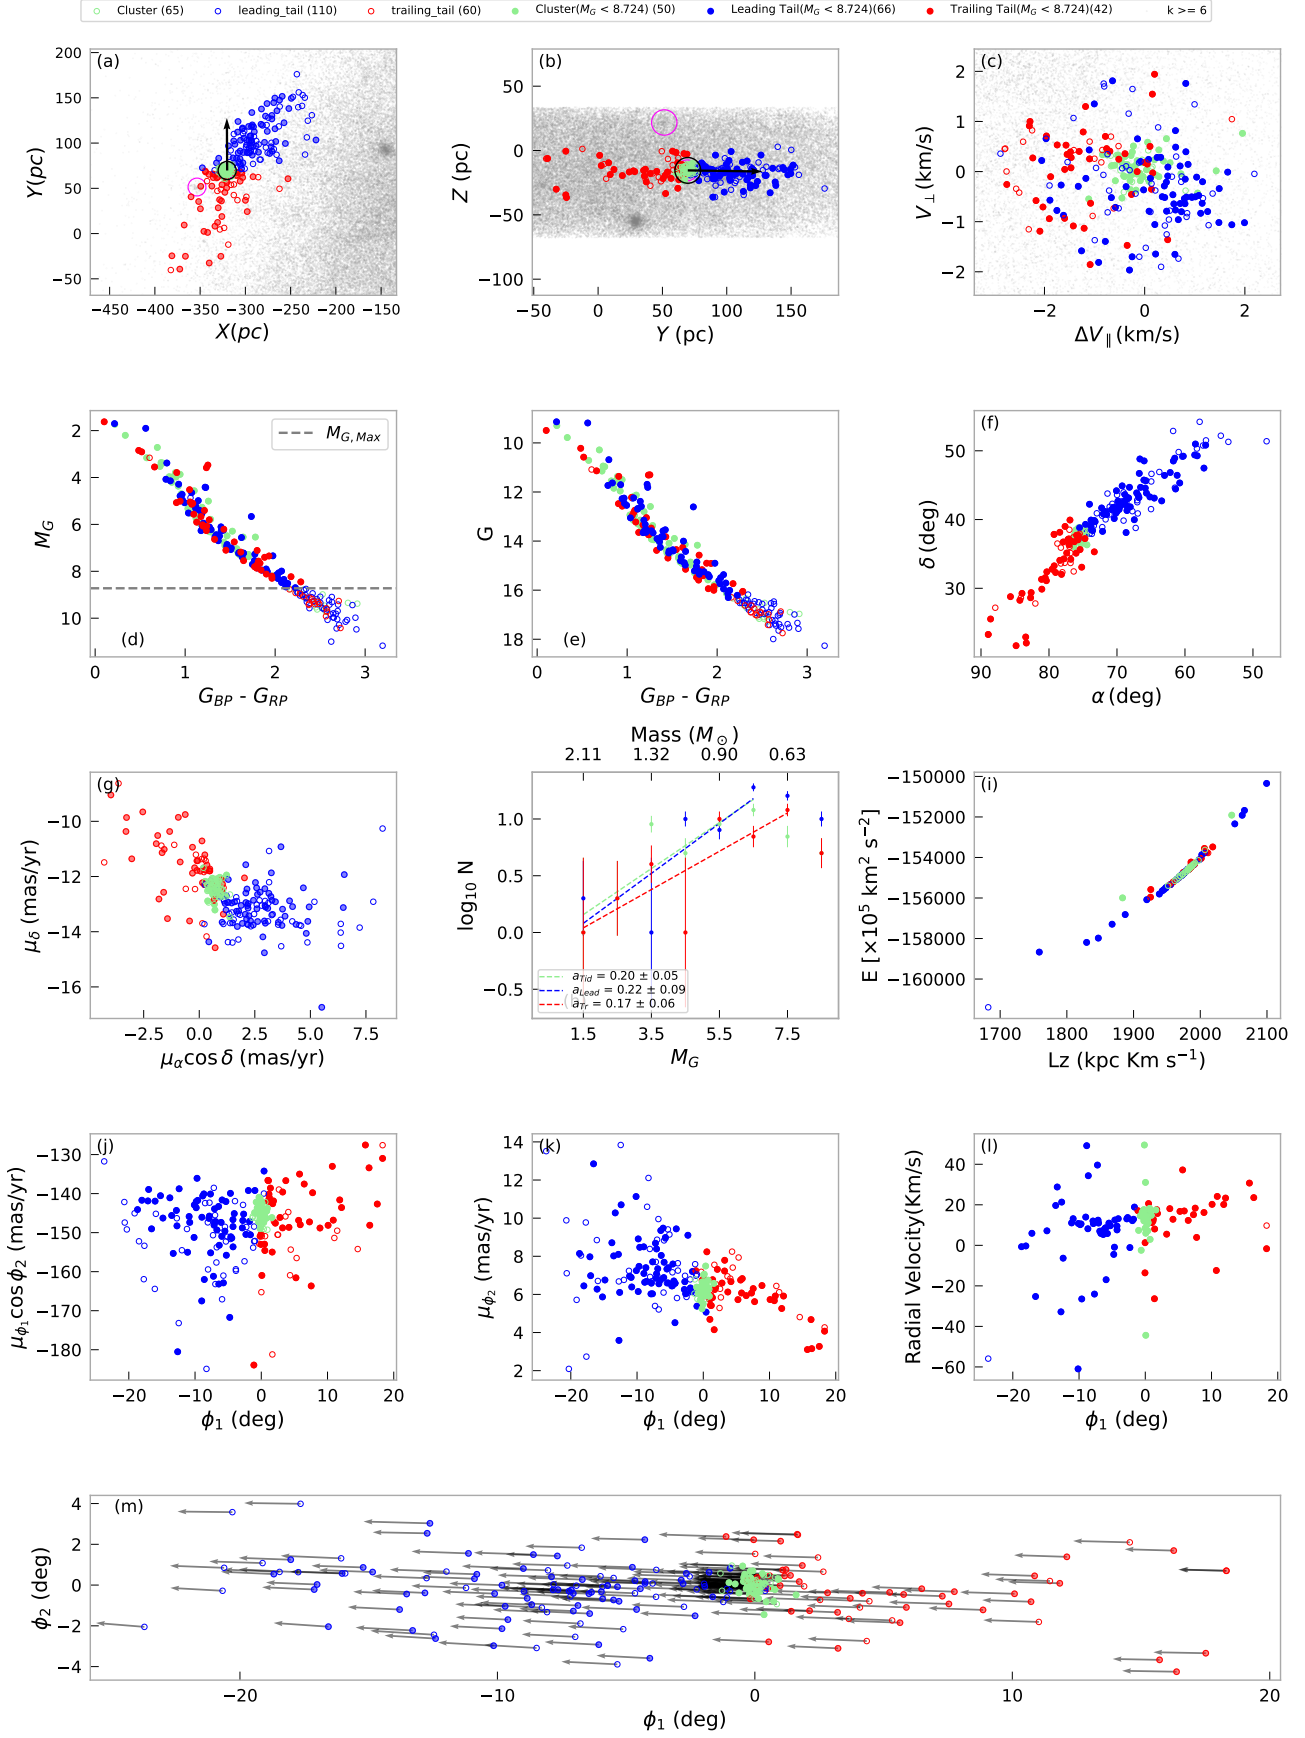 Cluster (65) leading_tail (110) trailing_tail (60) Cluster(M_G < 8.724) (50) Leading Tail(M_G < 8.724)(66) Trailing Tail(M_G < 8.724)(42) k >= 6
(a)
200
150
100
50
0
−50
Y(pc)
−450 −400 −350 −300 −250 −200 −150 −100
X(pc)
(b)
50
0
−50
−100
Z (pc)
−50 0 50 100 150
Y (pc)
(c)
2
1
0
−1
−2
V⊥ (km/s)
−2 0 2
ΔV∥ (km/s)
M_G,Max
2
4
6
8
10
M_G
(d)
0 1 2 3
G_BP - G_RP
10
12
14
16
18
G
(e)
0 1 2 3
G_BP - G_RP
(f)
50
40
30
δ (deg)
90 80 70 60 50
α (deg)
(g)
−10
−12
−14
−16
μ_δ (mas/yr)
−2.5 0.0 2.5 5.0 7.5
μ_α cos δ (mas/yr)
Mass (M_⊙)
2.11 1.32 0.90 0.63
1.0
0.5
0.0
−0.5
log₁₀ N
a_Tid = 0.20 ± 0.05
a_Lead = 0.22 ± 0.09
a_Tr = 0.17 ± 0.06
1.5 3.5 5.5 7.5
M_G
(i)
−150000
−152000
−154000
−156000
−158000
−160000
E [×10⁵ km² s⁻²]
1700 1800 1900 2000 2100
Lz (kpc Km s⁻¹)
(j)
−130
−140
−150
−160
−170
−180
μ_ϕ₁ cos ϕ₂ (mas/yr)
−20 −10 0 10 20
ϕ₁ (deg)
(k)
14
12
10
8
6
4
2
μ_ϕ₂ (mas/yr)
−20 −10 0 10 20
ϕ₁ (deg)
(l)
40
20
0
−20
−40
−60
Radial Velocity(Km/s)
−20 −10 0 10 20
ϕ₁ (deg)
(m)
4
2
0
−2
−4
ϕ₂ (deg)
−20 −10 0 10 20
ϕ₁ (deg)